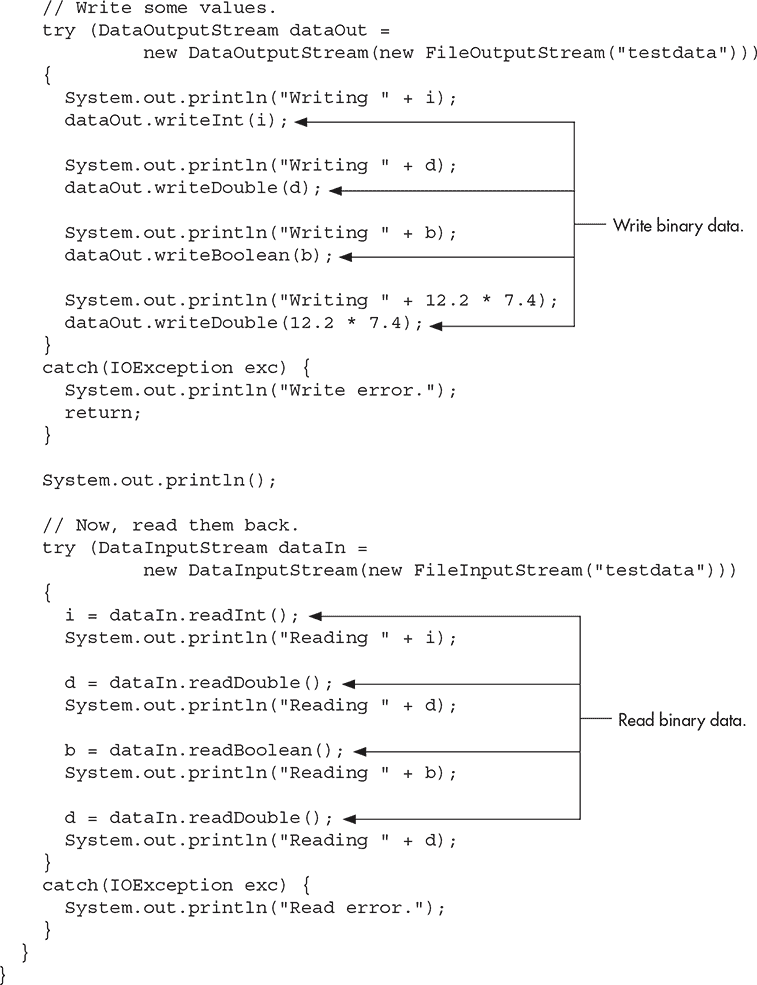 // Write some values.
    try (DataOutputStream dataOut =
             new DataOutputStream(new FileOutputStream("testdata")))
    {
      System.out.println("Writing " + i);
      dataOut.writeInt(i);

      System.out.println("Writing " + d);
      dataOut.writeDouble(d);

      System.out.println("Writing " + b);
      dataOut.writeBoolean(b);

      System.out.println("Writing " + 12.2 * 7.4);
      dataOut.writeDouble(12.2 * 7.4);
    }
    catch(IOException exc) {
      System.out.println("Write error.");
      return;
    }
Write binary data.

    System.out.println();

    // Now, read them back.
    try (DataInputStream dataIn =
             new DataInputStream(new FileInputStream("testdata")))
    {
      i = dataIn.readInt();
      System.out.println("Reading " + i);

      d = dataIn.readDouble();
      System.out.println("Reading " + d);

      b = dataIn.readBoolean();
      System.out.println("Reading " + b);

      d = dataIn.readDouble();
      System.out.println("Reading " + d);
    }
    catch(IOException exc) {
      System.out.println("Read error.");
    }
  }
}
Read binary data.